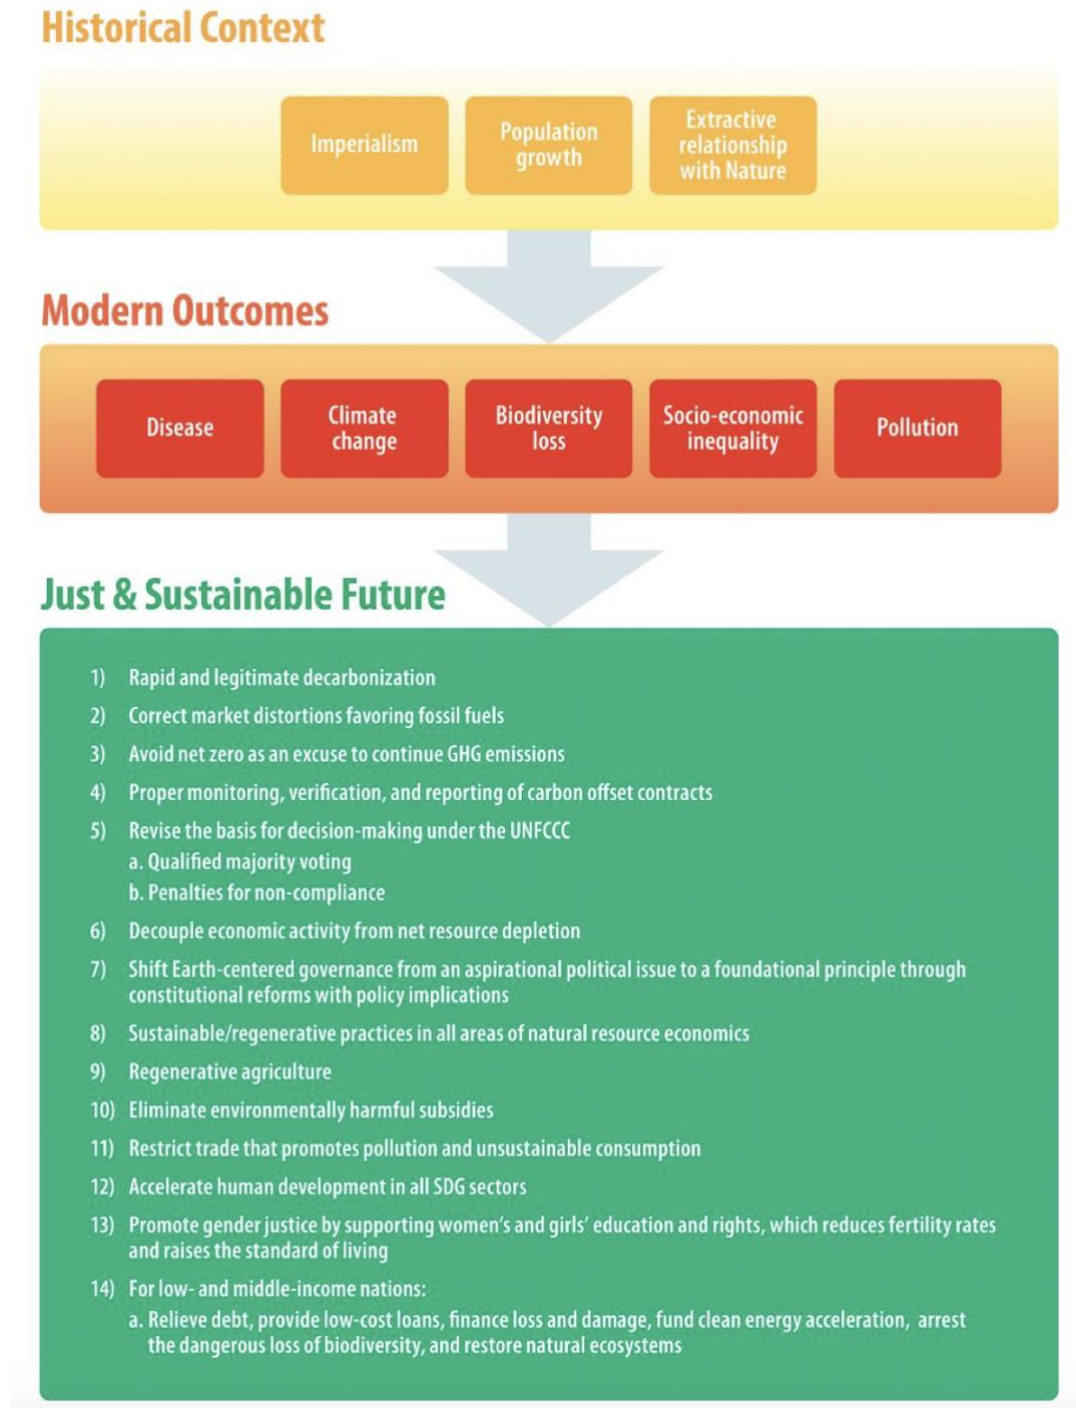 Historical Context
Imperialism
Population
growth
Extractive
relationship
with Nature
Modern Outcomes
Disease
Climate
change
Biodiversity
loss
Socio-economic
inequality
Pollution
Just & Sustainable Future
1) Rapid and legitimate decarbonization
2) Correct market distortions favoring fossil fuels
3) Avoid net zero as an excuse to continue GHG emissions
4) Proper monitoring, verification, and reporting of carbon offset contracts
5) Revise the basis for decision-making under the UNFCCC
a. Qualified majority voting
b. Penalties for non-compliance
6) Decouple economic activity from net resource depletion
7) Shift Earth-centered governance from an aspirational political issue to a foundational principle through
constitutional reforms with policy implications
8) Sustainable/regenerative practices in all areas of natural resource economics
9) Regenerative agriculture
10) Eliminate environmentally harmful subsidies
11) Restrict trade that promotes pollution and unsustainable consumption
12) Accelerate human development in all SDG sectors
13) Promote gender justice by supporting women's and girls' education and rights, which reduces fertility rates
and raises the standard of living
14) For low- and middle-income nations:
a. Relieve debt, provide low-cost loans, finance loss and damage, fund clean energy acceleration, arrest
the dangerous loss of biodiversity, and restore natural ecosystems